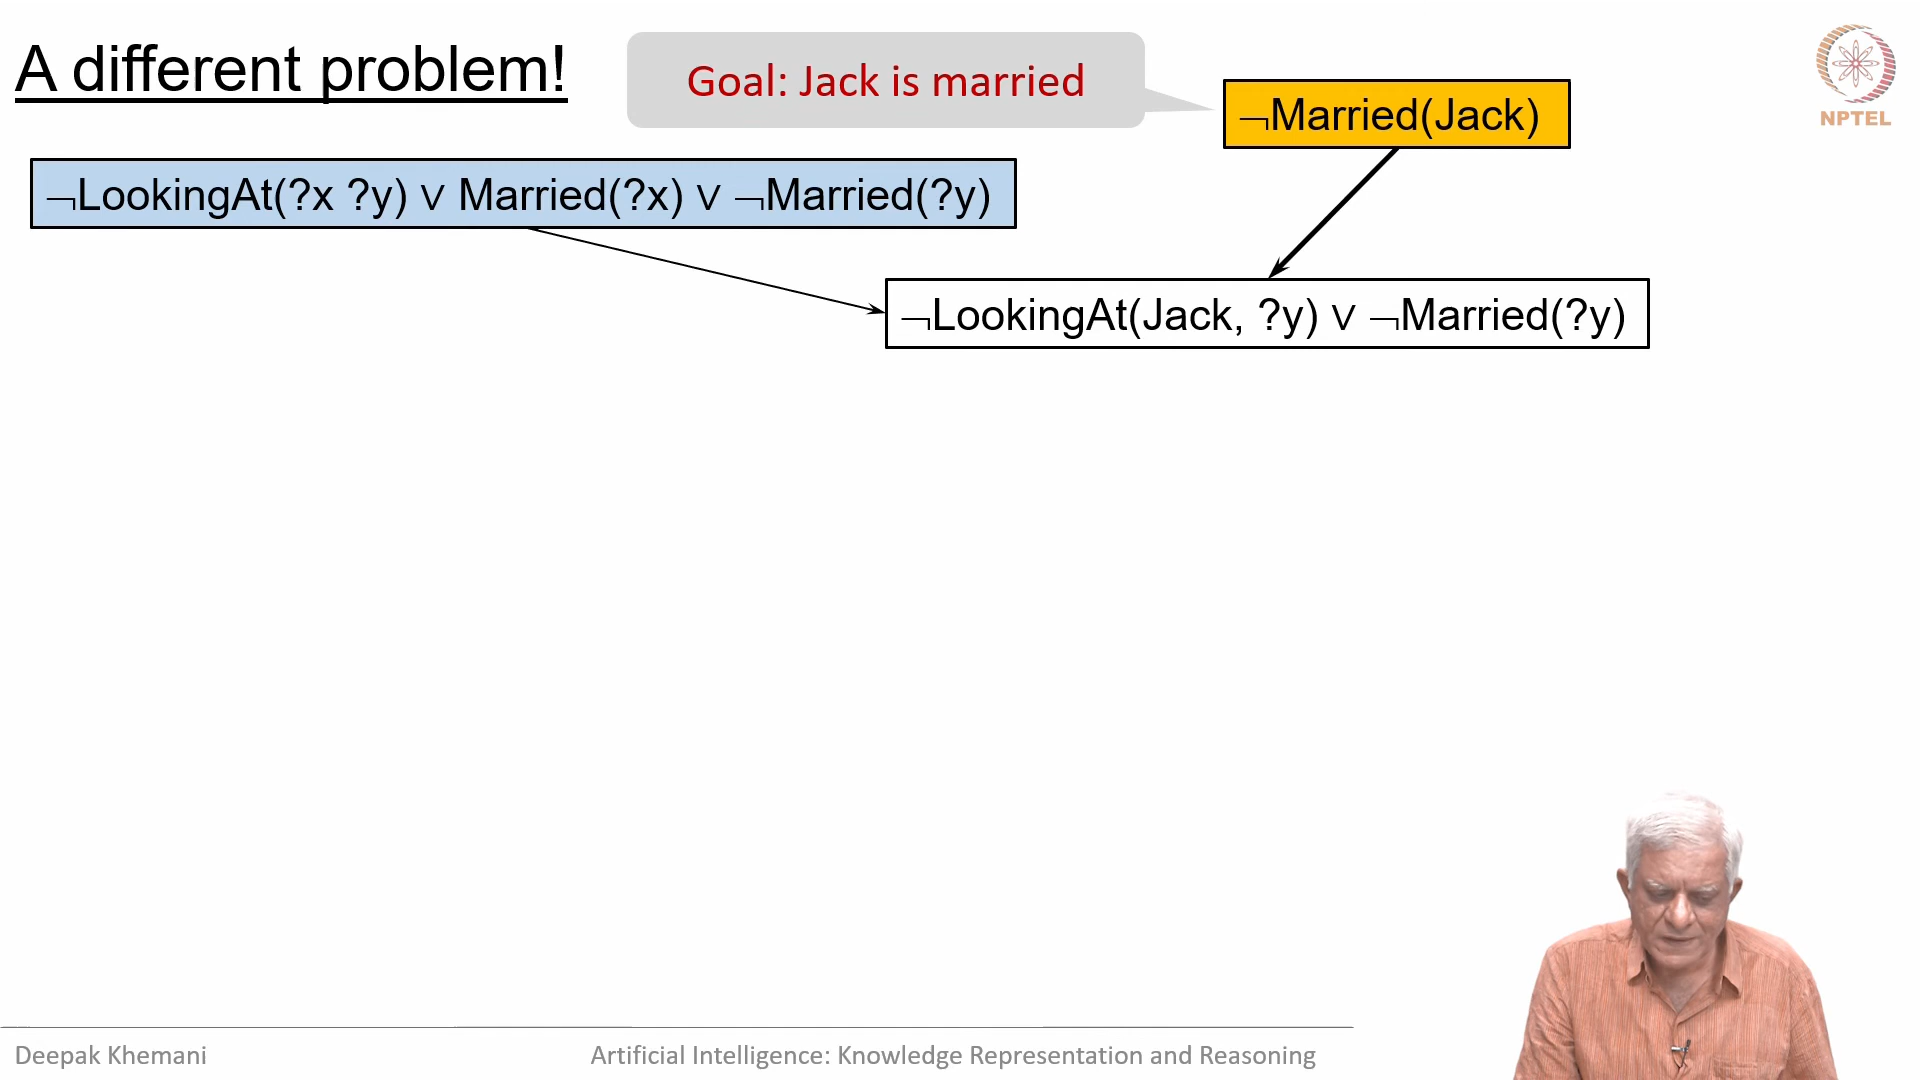 A different problem!
Goal: Jack is married
¬Married(Jack)
NPTEL
¬LookingAt(?x ?y) ∨ Married(?x) ∨ ¬Married(?y)
¬LookingAt(Jack, ?y) ∨ ¬Married(?y)
Deepak Khemani
Artificial Intelligence: Knowledge Representation and Reasoning